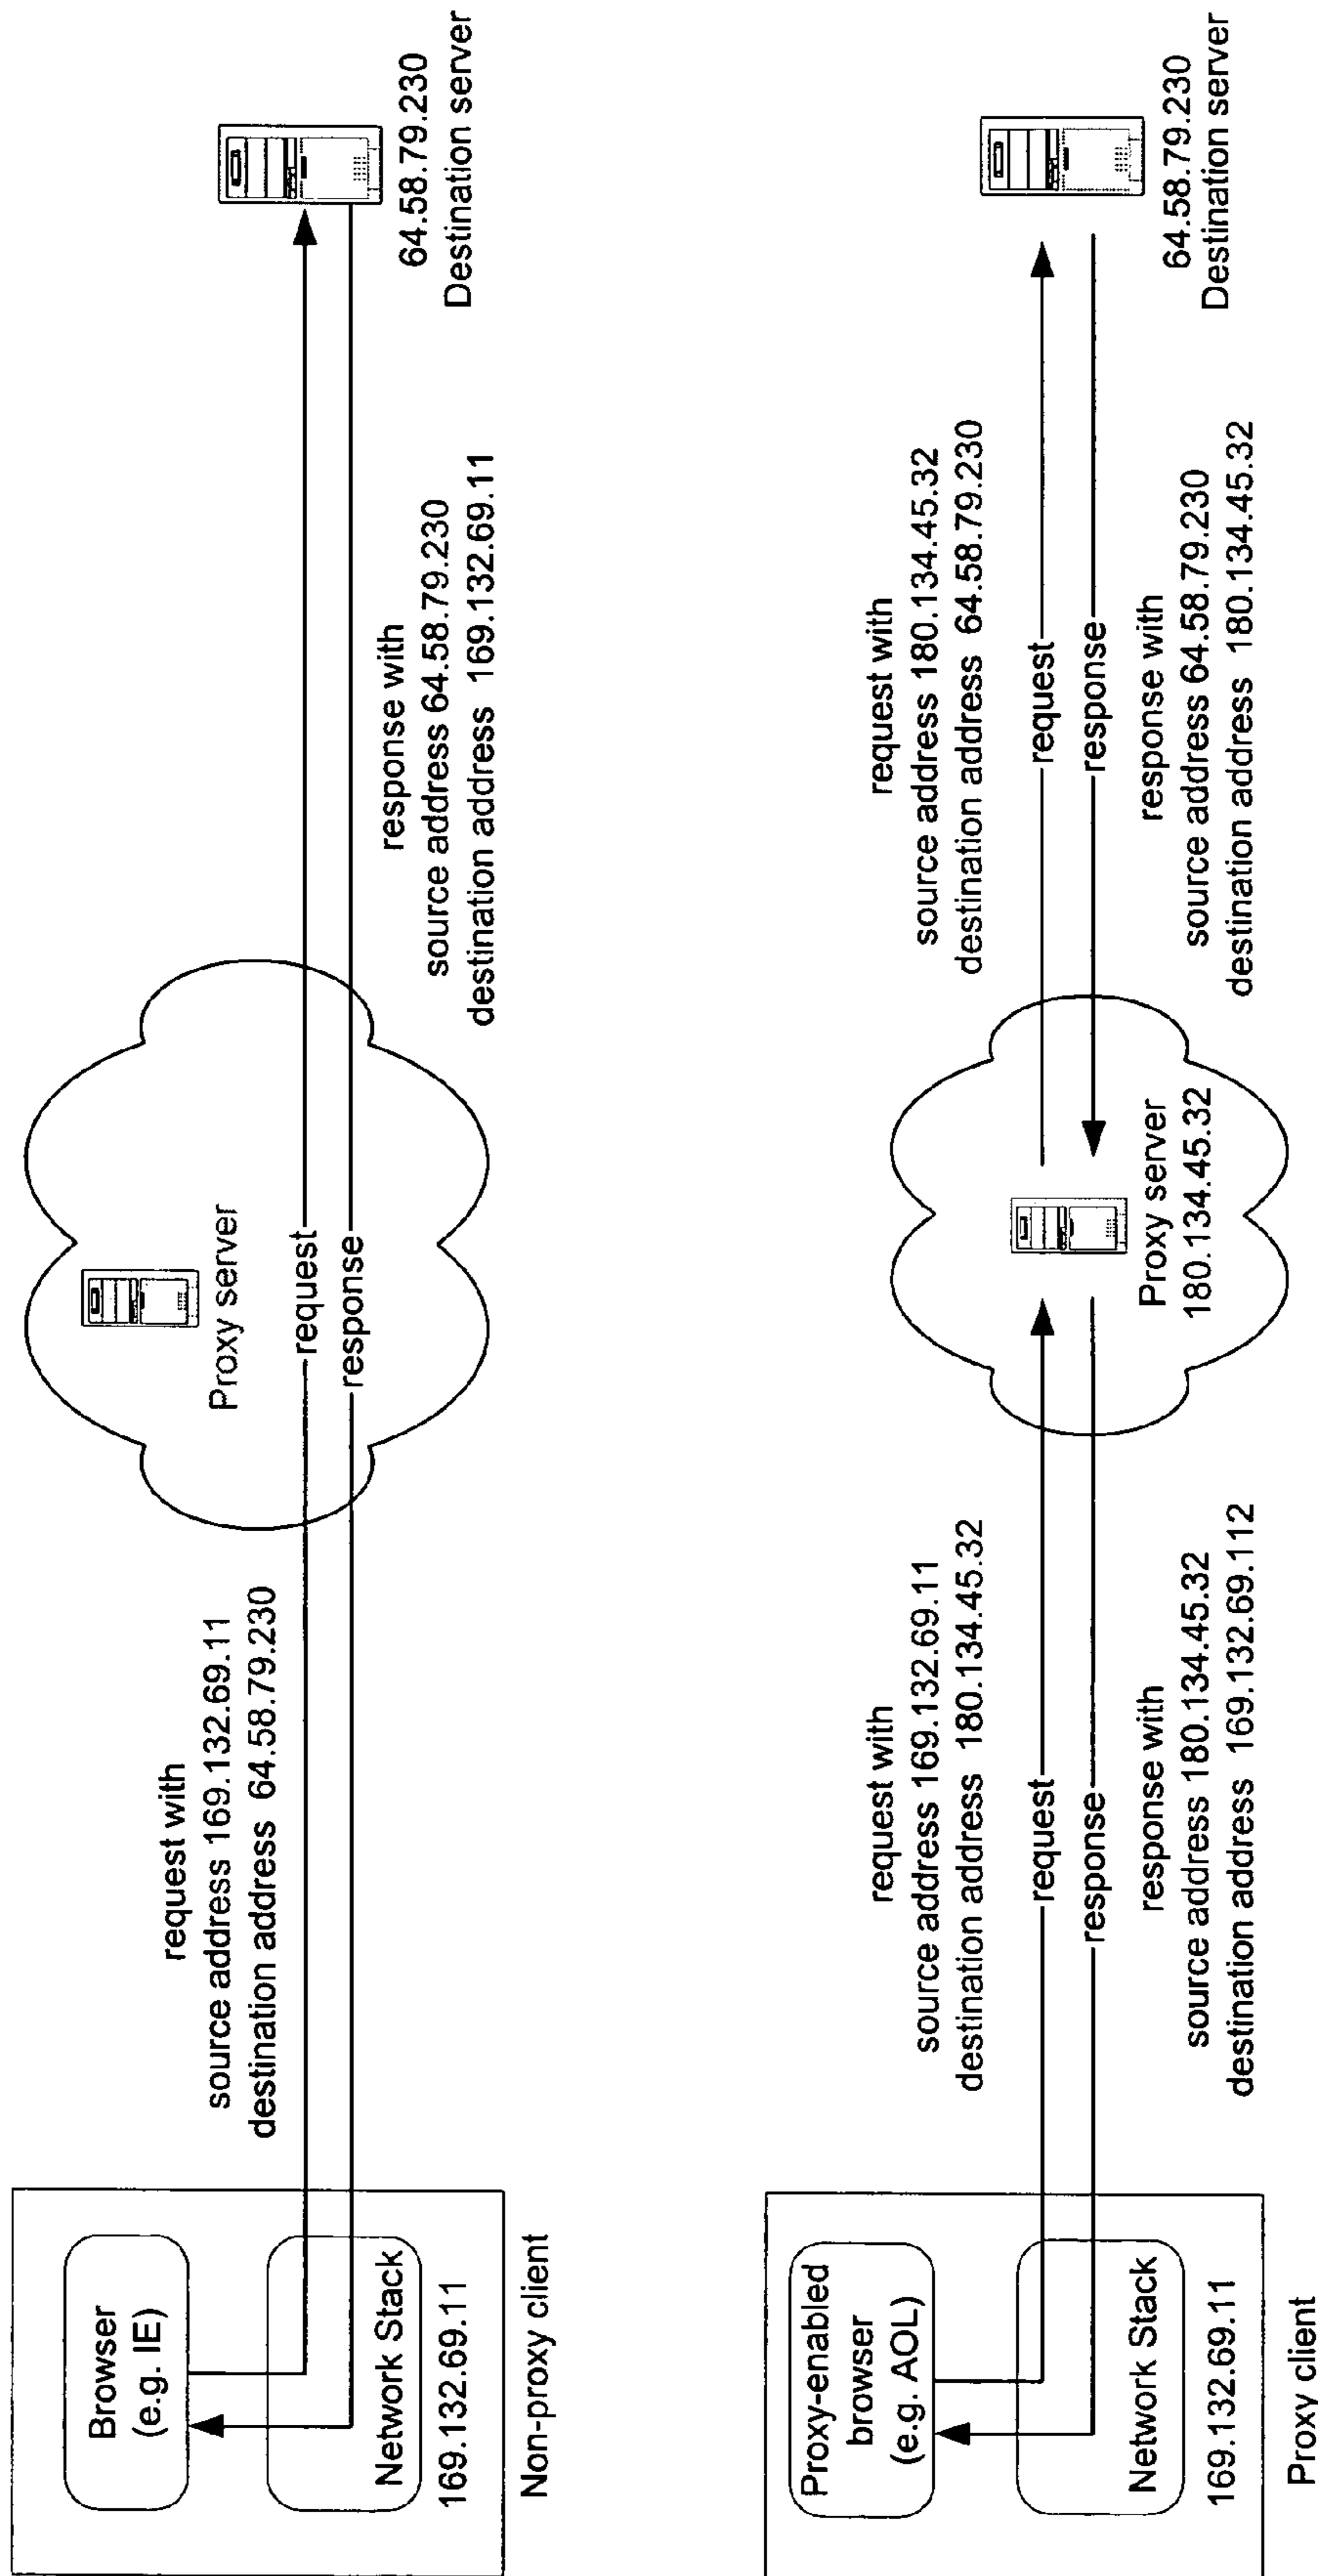 Browser
(e.g. IE)
Network Stack
169.132.69.11
Non-proxy client
request with
source address 169.132.69.11
destination address 64.58.79.230
Proxy server
request
response
response with
source address 64.58.79.230
destination address 169.132.69.11
64.58.79.230
Destination server
Proxy-enabled
browser
(e.g. AOL)
Network Stack
169.132.69.11
Proxy client
request with
source address 169.132.69.11
destination address 180.134.45.32
request
response
response with
source address 180.134.45.32
destination address 169.132.69.112
Proxy server
180.134.45.32
request with
source address 180.134.45.32
destination address 64.58.79.230
request
response
response with
source address 64.58.79.230
destination address 180.134.45.32
64.58.79.230
Destination server